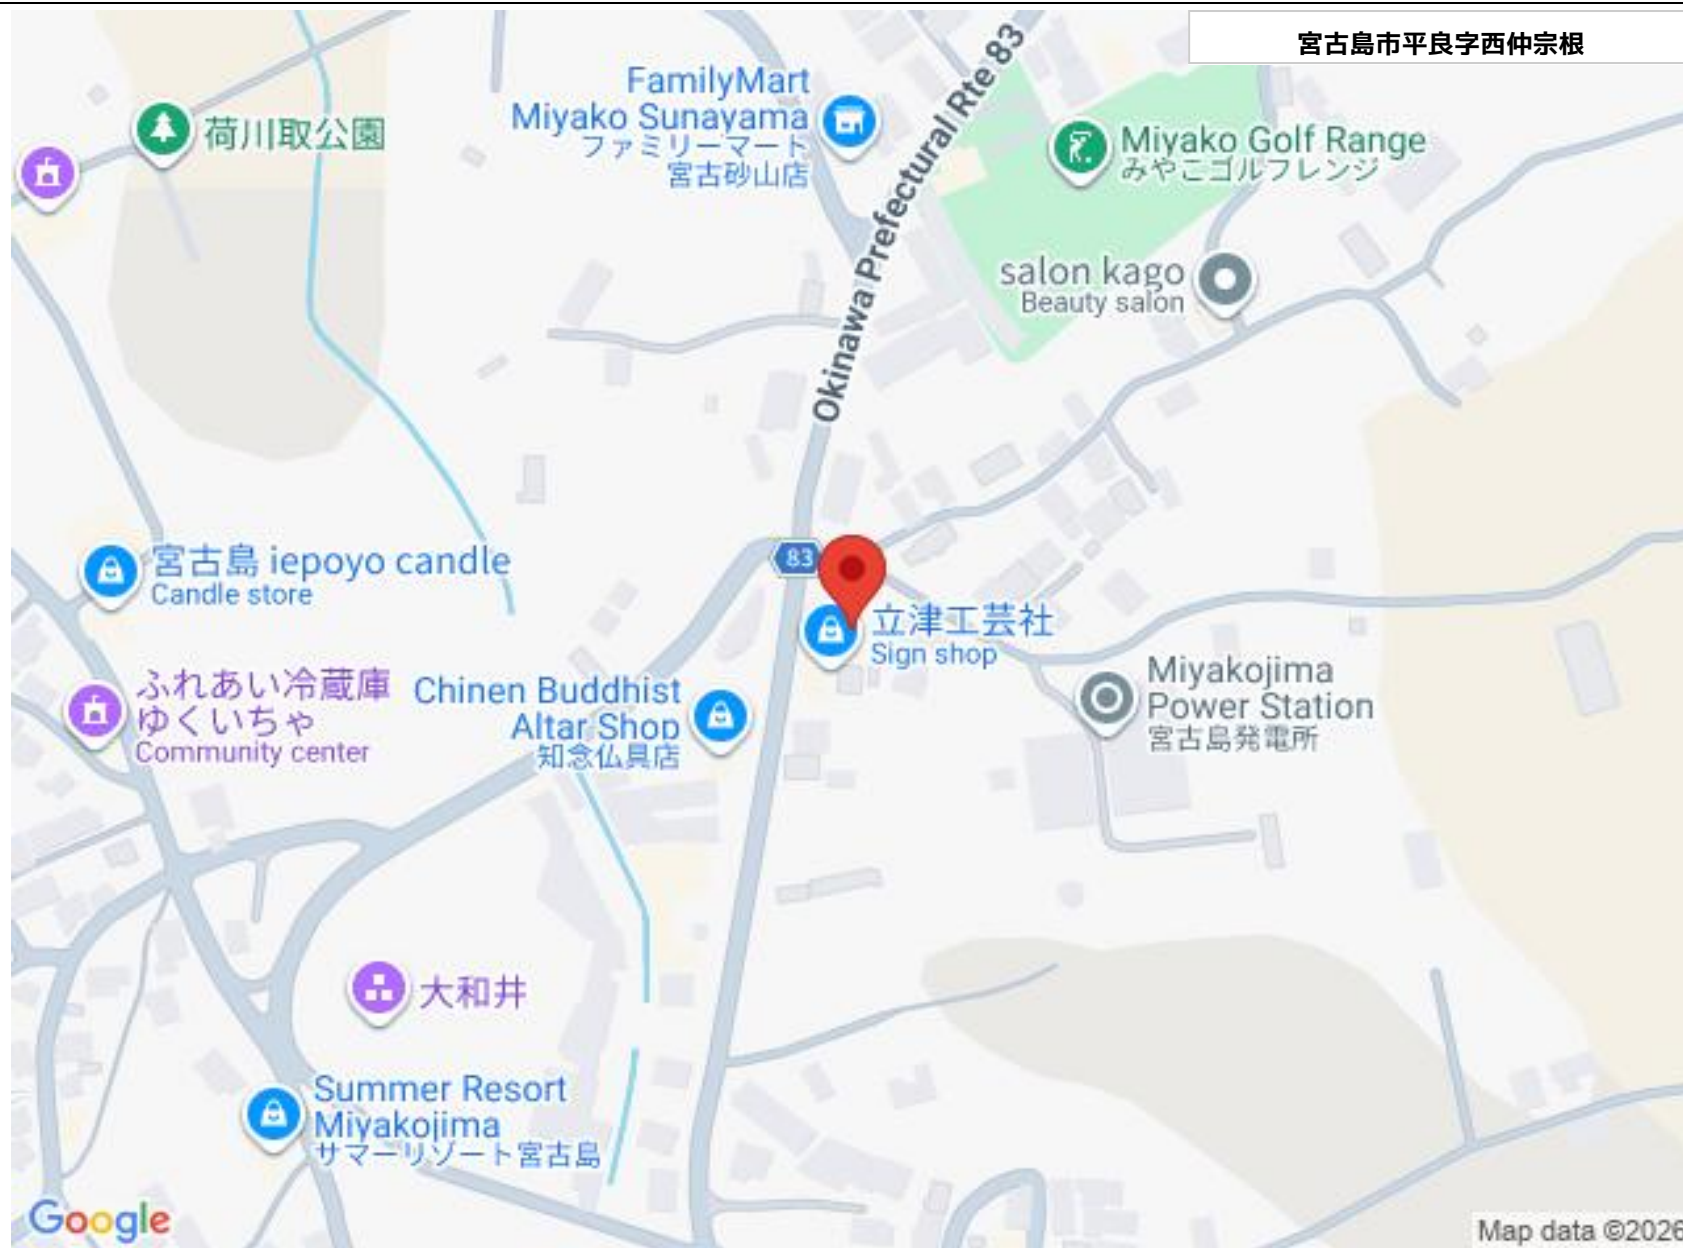 宮古島市平良字西仲宗根
FamilyMart
Miyako Sunayama
ファミリーマート
宮古砂山店
Okinawa Prefectural Rte 83
荷川取公園
Miyako Golf Range
みやこゴルフレンジ
salon kago
Beauty salon
宮古島 iepoyo candle
Candle store
83
立津工芸社
Sign shop
ふれあい冷蔵庫
ゆくいちゃ
Community center
Chinen Buddhist
Altar Shop
知念仏具店
Miyakojima
Power Station
宮古島発電所
大和井
Summer Resort
Miyakojima
サマーリゾート宮古島
Google
Map data ©2026